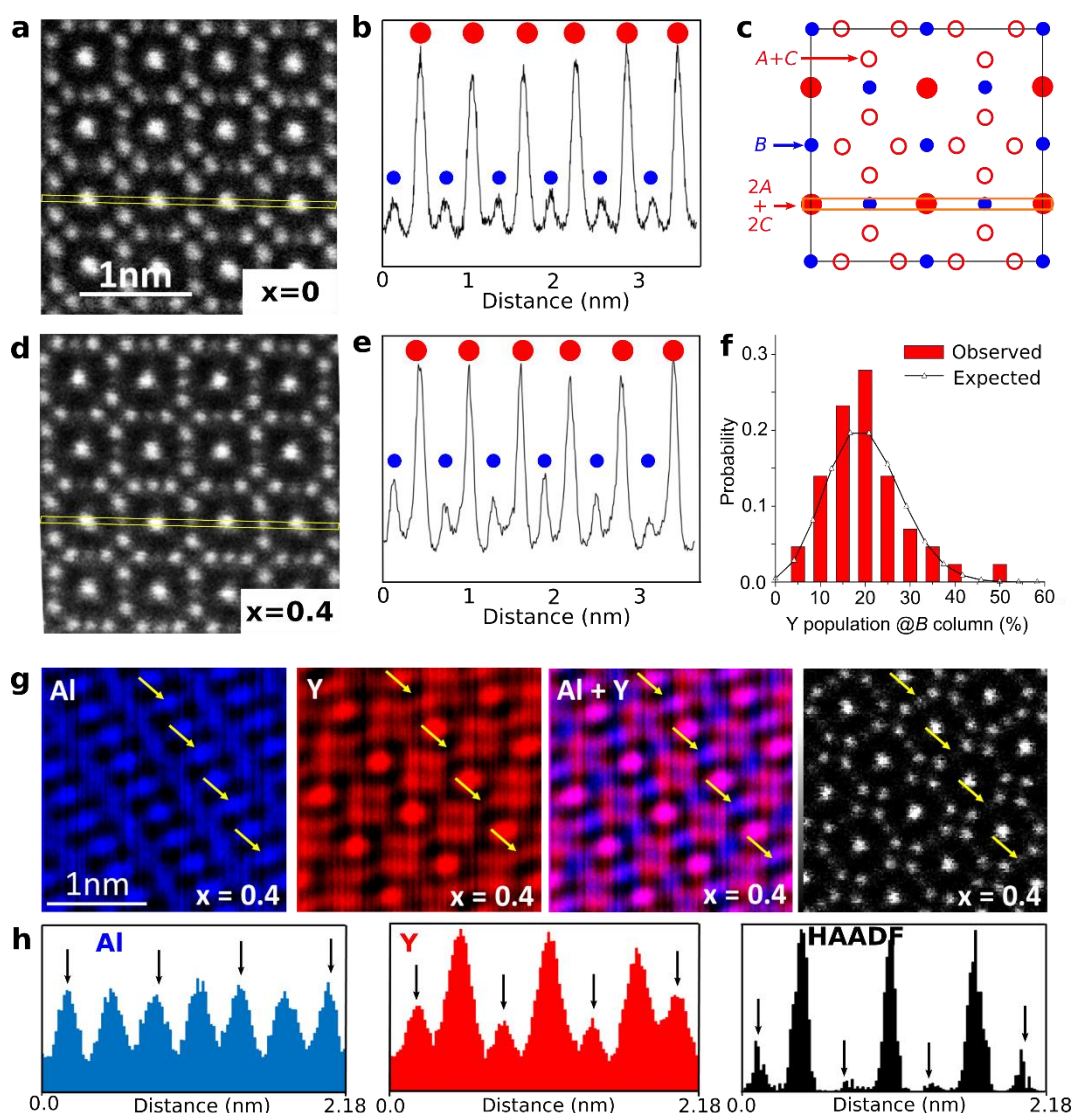 a
1nm
x=0
b
0
1
2
3
Distance (nm)
c
A+C
B
2A
+
2C
d
x=0.4
e
0
1
2
3
Distance (nm)
f
0.3
0.2
0.1
0.0
Probability
Observed
Expected
0 10 20 30 40 50 60
Y population @B column (%)
g
Al
1nm
x = 0.4
Y
x = 0.4
Al + Y
x = 0.4
x = 0.4
h
Al
0.0 Distance (nm) 2.18
Y
0.0 Distance (nm) 2.18
HAADF
0.0 Distance (nm) 2.18